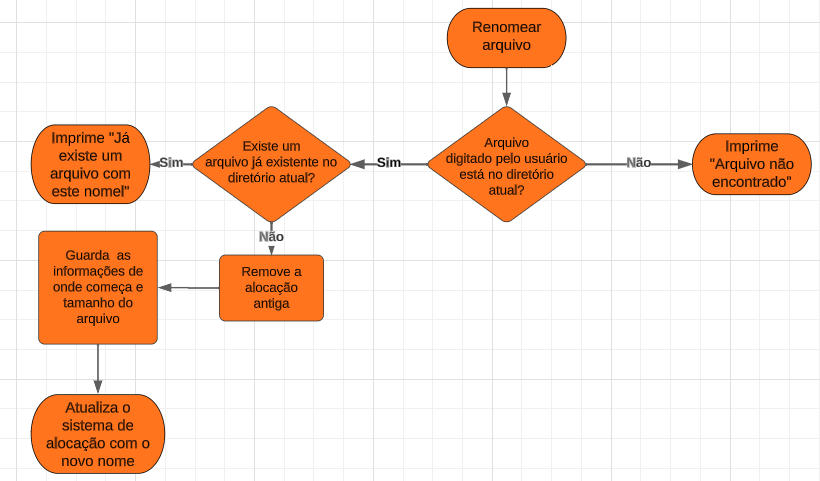 Renomear
arquivo
Arquivo
digitado pelo usuário
está no diretório
atual?
Não
Imprime
"Arquivo não
encontrado"
Sim
Existe um
arquivo já existente no
diretório atual?
Sim
Imprime "Já
existe um
arquivo com
este nomel"
Não
Remove a
alocação
antiga
Guarda as
informações de
onde começa e
tamanho do
arquivo
Atualiza o
sistema de
alocação com o
novo nome